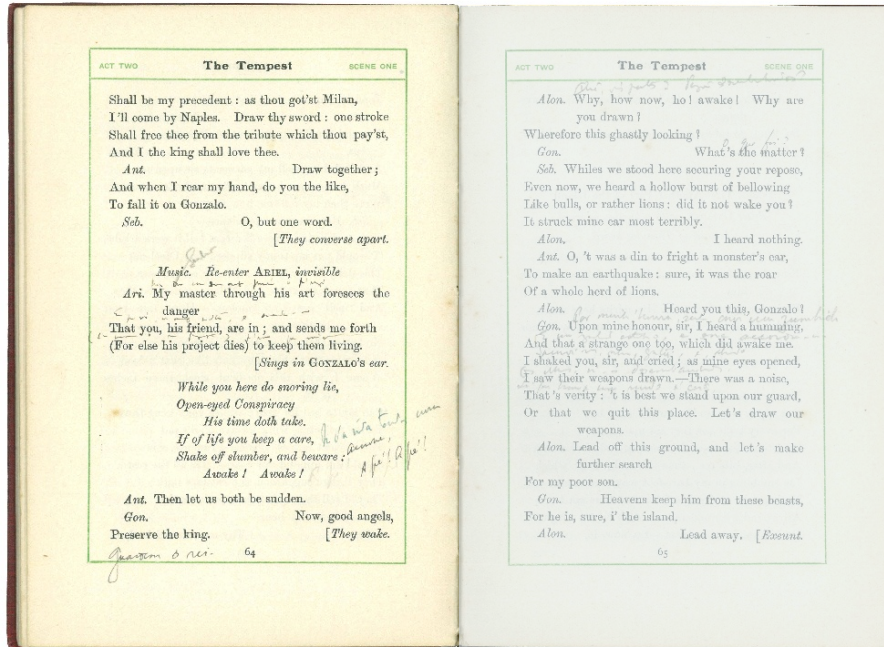 ACT TWO The Tempest SCENE ONE
Shall be my precedent : as thou got'st Milan,
I'll come by Naples. Draw thy sword : one stroke
Shall free thee from the tribute which thou pay'st,
And I the king shall love thee.
Ant. Draw together ;
And when I rear my hand, do you the like,
To fall it on Gonzalo.
Seb. O, but one word.
[They converse apart.
Music. Re-enter ARIEL, invisible
Ari. My master through his art foresees the
danger
That you, his friend, are in ; and sends me forth
(For else his project dies) to keep them living.
[Sings in GONZALO'S ear.
While you here do snoring lie,
Open-eyed Conspiracy
His time doth take.
If of life you keep a care,
Shake off slumber, and beware :
Awake ! Awake !
A pé! A pé!
Ant. Then let us both be sudden.
Gon. Now, good angels,
Preserve the king. [They wake.
o rei.
64
ACT TWO The Tempest SCENE ONE
Alon. Why, how now, ho ! awake ! Why are
you drawn ?
Wherefore this ghastly looking ?
Gon. What's the matter ?
Seb. Whiles we stood here securing your repose,
Even now, we heard a hollow burst of bellowing
Like bulls, or rather lions : did it not wake you ?
It struck mine ear most terribly.
Alon. I heard nothing.
Ant. O, 't was a din to fright a monster's ear,
To make an earthquake : sure, it was the roar
Of a whole herd of lions.
Alon. Heard you this, Gonzalo ?
Gon. Upon mine honour, sir, I heard a humming,
And that a strange one too, which did awake me.
I shaked you, sir, and cried ; as mine eyes opened,
I saw their weapons drawn.—There was a noise,
That's verity : 't is best we stand upon our guard,
Or that we quit this place. Let's draw our
weapons.
Alon. Lead off this ground, and let's make
further search
For my poor son.
Gon. Heavens keep him from these beasts,
For he is, sure, i' the island.
Alon. Lead away. [Exeunt.
65